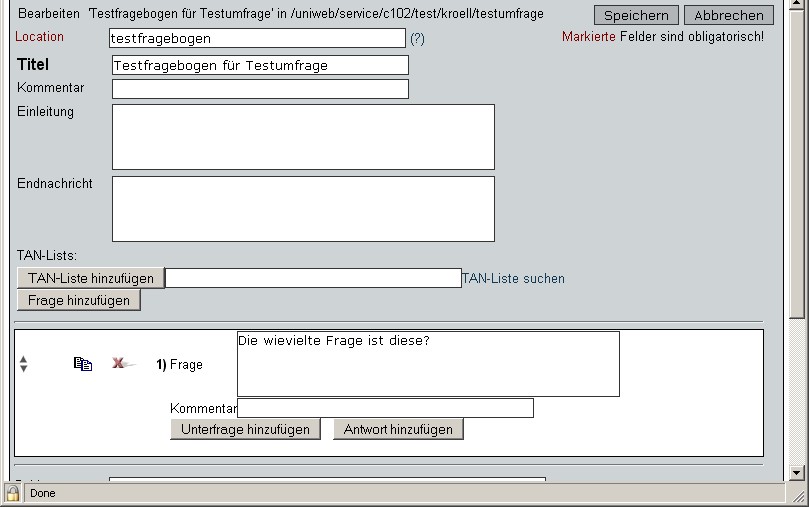 Bearbeiten 'Testfragebogen für Testumfrage' in /uniweb/service/c102/test/kroell/testumfrage Speichern Abbrechen
Location testfragebogen (?) Markierte Felder sind obligatorisch!
Titel Testfragebogen für Testumfrage
Kommentar
Einleitung
Endnachricht
TAN-Lists:
TAN-Liste hinzufügen TAN-Liste suchen
Frage hinzufügen
Die wievielte Frage ist diese?
1) Frage
Kommentar
Unterfrage hinzufügen Antwort hinzufügen
Done